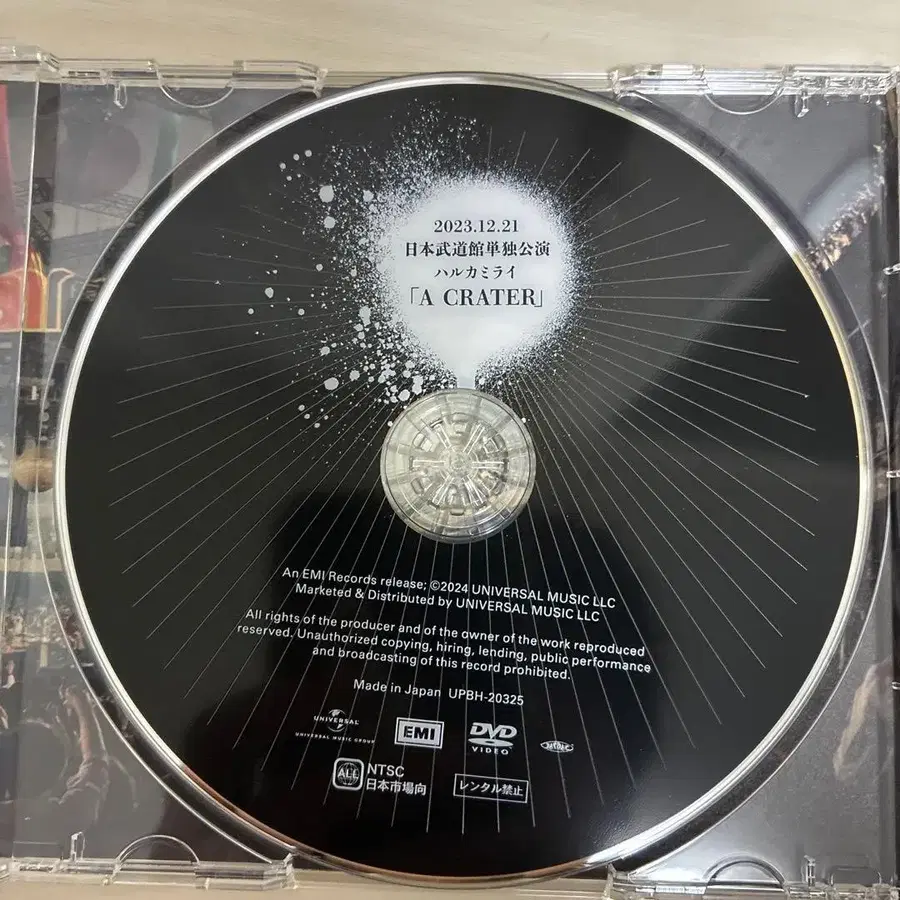 2023.12.21
日本武道館単独公演
ハルカミライ
「A CRATER」
An EMI Records release; ©2024 UNIVERSAL MUSIC LLC
Marketed & Distributed by UNIVERSAL MUSIC LLC
All rights of the producer and of the owner of the work reproduced
reserved. Unauthorized copying, hiring, lending, public performance
and broadcasting of this record prohibited.
Made in Japan UPBH-20325
UNIVERSAL
UNIVERSAL MUSIC GROUP
EMI
DVD
VIDEO
JASRAC
ALL
NTSC
日本市場向
レンタル禁止